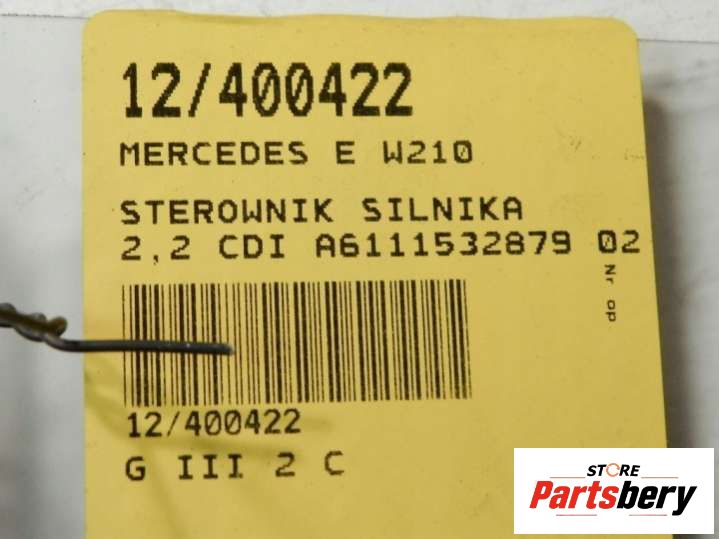 12/400422
MERCEDES E W210
STEROWNIK SILNIKA
2,2 CDI A6111532879 02
Nr op
12/400422
G III 2 C
STORE
Partsbery